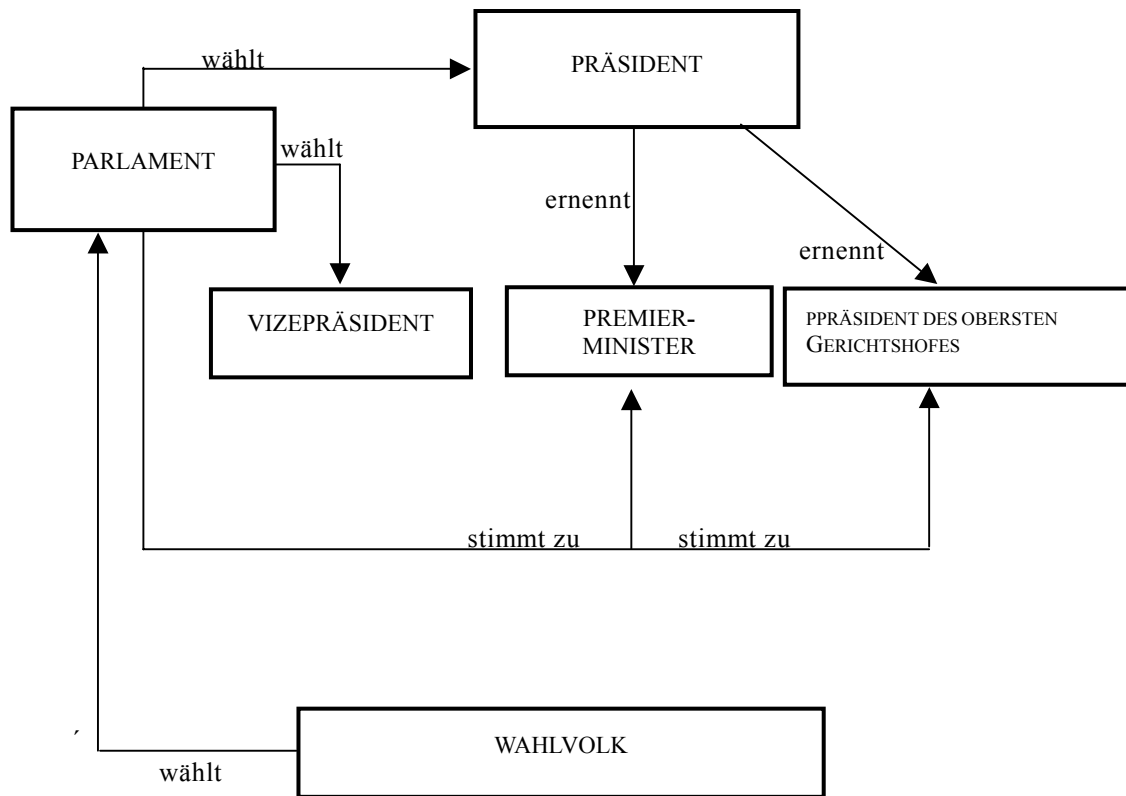 wählt
PRÄSIDENT
PARLAMENT
wählt
ernennt
ernennt
VIZEPRÄSIDENT
PREMIER-
MINISTER
PPRÄSIDENT DES OBERSTEN
GERICHTSHOFES
stimmt zu
stimmt zu
´
WAHLVOLK
wählt